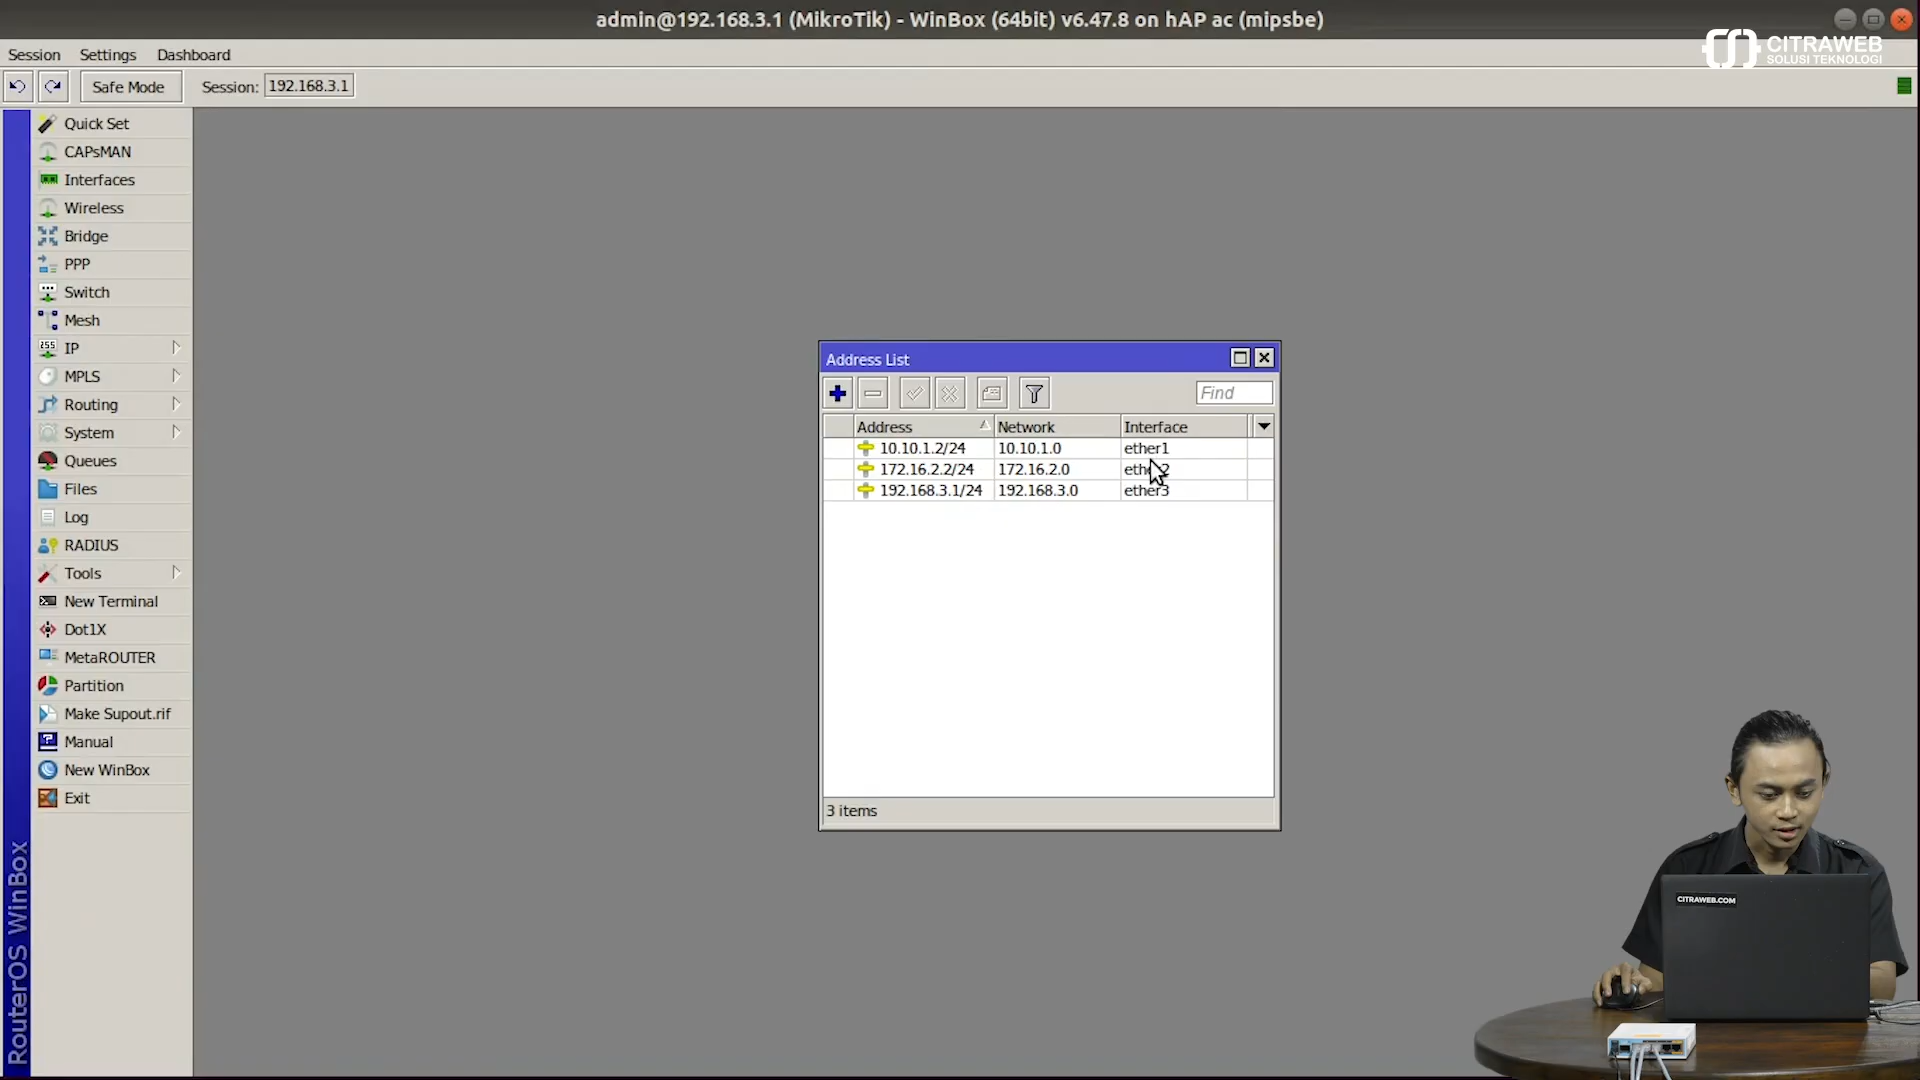 admin@192.168.3.1 (MikroTik) - WinBox (64bit) v6.47.8 on hAP ac (mipsbe)
CITRAWEB
SOLUSI TEKNOLOGI
Session Settings Dashboard
Safe Mode Session: 192.168.3.1
Quick Set
CAPsMAN
Interfaces
Wireless
Bridge
PPP
Switch
Mesh
IP
MPLS
Routing
System
Queues
Files
Log
RADIUS
Tools
New Terminal
Dot1X
MetaROUTER
Partition
Make Supout.rif
Manual
New WinBox
Exit
RouterOS WinBox
Address List
Find
Address Network Interface
10.10.1.2/24 10.10.1.0 ether1
172.16.2.2/24 172.16.2.0 ether2
192.168.3.1/24 192.168.3.0 ether3
3 items
CITRAWEB.COM